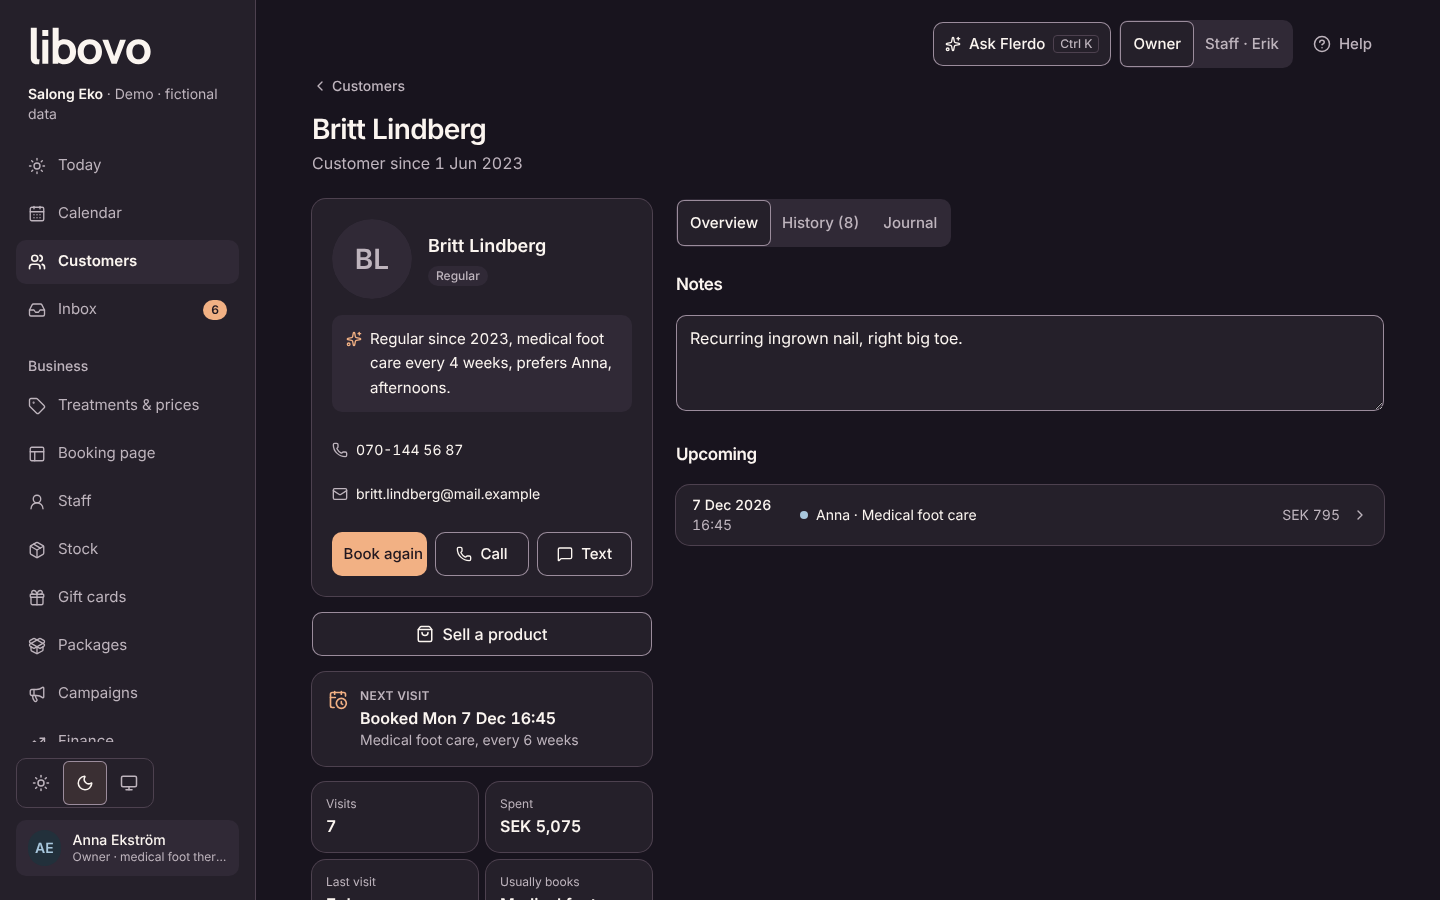 libovo
Salong Eko · Demo · fictional
data
Today
Calendar
Customers
Inbox 6
Business
Treatments & prices
Booking page
Staff
Stock
Gift cards
Packages
Campaigns
Finance
AE
Anna Ekström
Owner · medical foot ther...
Ask Flerdo Ctrl K
Owner
Staff · Erik
Help
Customers
Britt Lindberg
Customer since 1 Jun 2023
BL
Britt Lindberg
Regular
Regular since 2023, medical foot
care every 4 weeks, prefers Anna,
afternoons.
070-144 56 87
britt.lindberg@mail.example
Book again
Call
Text
Sell a product
NEXT VISIT
Booked Mon 7 Dec 16:45
Medical foot care, every 6 weeks
Visits
7
Spent
SEK 5,075
Last visit
Usually books
Overview
History (8)
Journal
Notes
Recurring ingrown nail, right big toe.
Upcoming
7 Dec 2026
16:45
Anna · Medical foot care
SEK 795